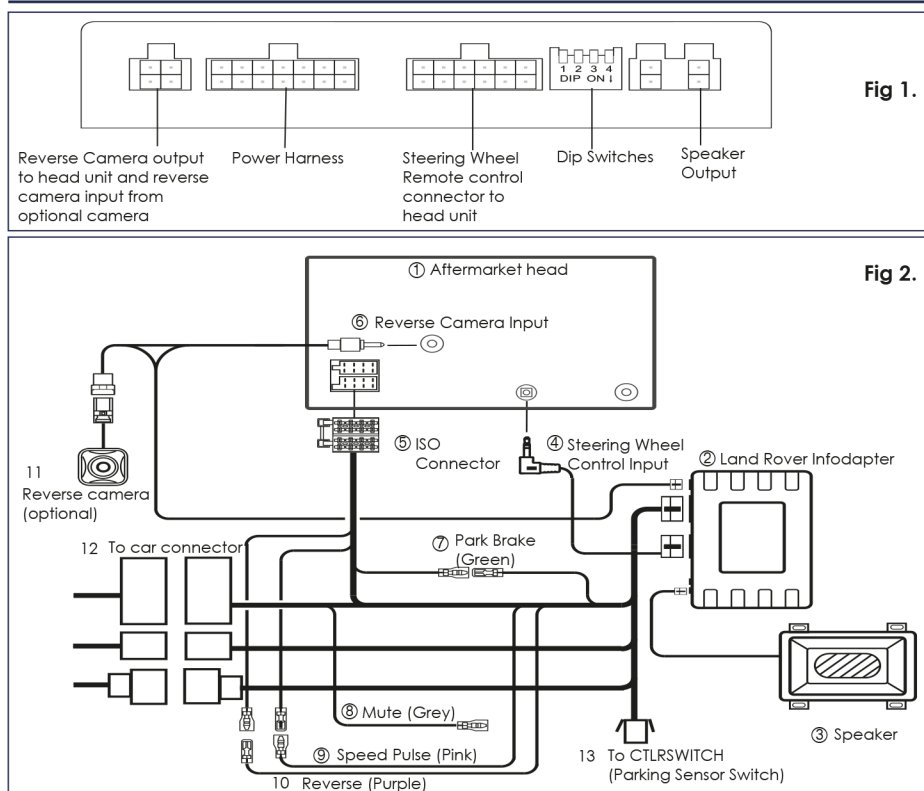 Fig 1.
1 2 3 4
DIP ON ↓
Reverse Camera output
to head unit and reverse
camera input from
optional camera
Power Harness
Steering Wheel
Remote control
connector to
head unit
Dip Switches
Speaker
Output
Fig 2.
① Aftermarket head
⑥ Reverse Camera Input
⑤ ISO
Connector
④ Steering Wheel
Control Input
② Land Rover Infodapter
11
Reverse camera
(optional)
12 To car connector
⑦ Park Brake
(Green)
⑧ Mute (Grey)
⑨ Speed Pulse (Pink)
10 Reverse (Purple)
13 To CTLRSWITCH
(Parking Sensor Switch)
③ Speaker